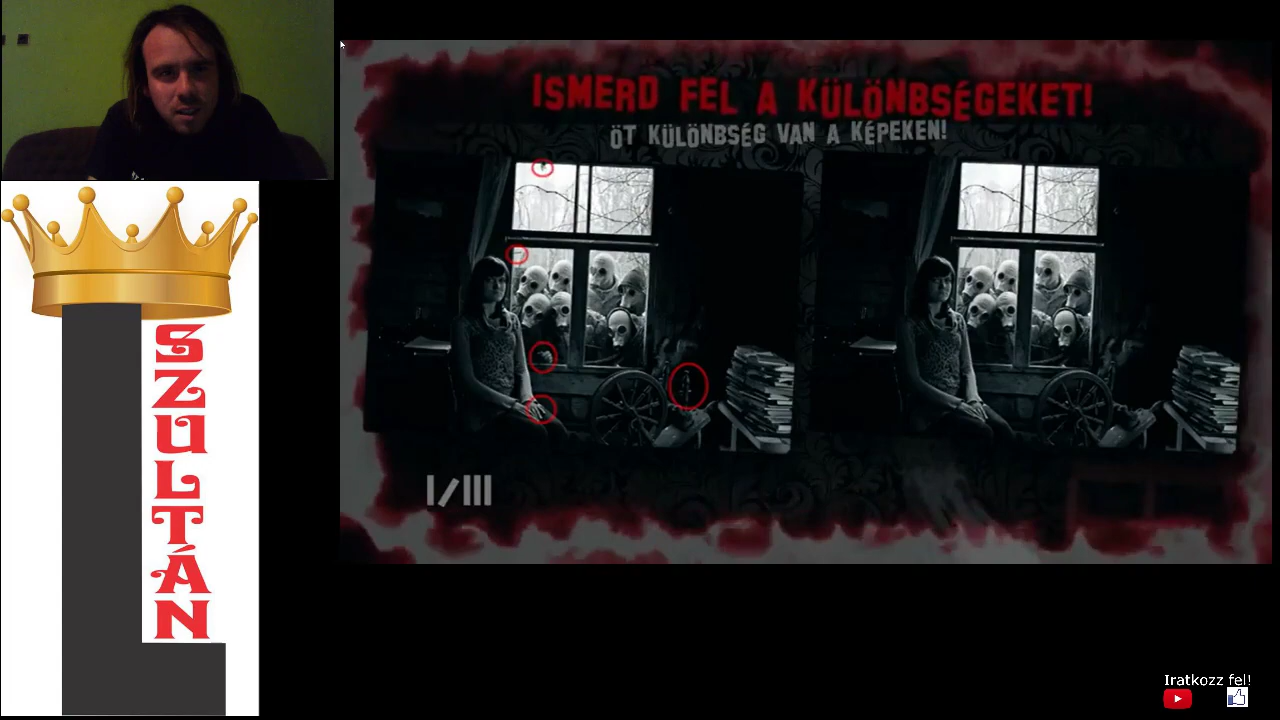 ISMERD FEL A KÜLÖNBSÉGEKET!
ÖT KÜLÖNBSÉG VAN A KÉPEKEN!
I/III
L
SZULTÁN
Iratkozz fel!